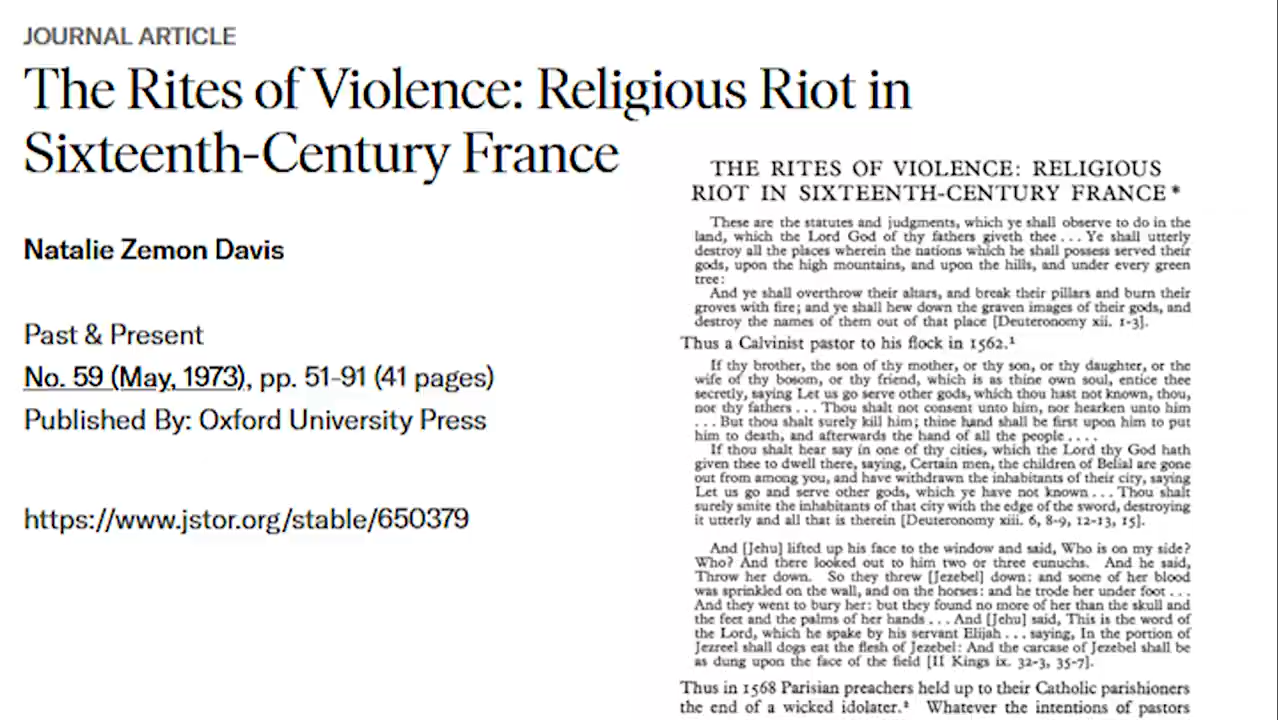 JOURNAL ARTICLE
The Rites of Violence: Religious Riot in
Sixteenth-Century France
Natalie Zemon Davis
Past & Present
No. 59 (May, 1973), pp. 51-91 (41 pages)
Published By: Oxford University Press
https://www.jstor.org/stable/650379
THE RITES OF VIOLENCE: RELIGIOUS
RIOT IN SIXTEENTH-CENTURY FRANCE*
These are the statutes and judgments, which ye shall observe to do in the
land, which the Lord God of thy fathers giveth thee . . . Ye shall utterly
destroy all the places wherein the nations which he shall possess served their
gods, upon the high mountains, and upon the hills, and under every green
tree:
And ye shall overthrow their altars, and break their pillars and burn their
groves with fire; and ye shall hew down the graven images of their gods, and
destroy the names of them out of that place [Deuteronomy xii. 1-3].
Thus a Calvinist pastor to his flock in 1562.¹
If thy brother, the son of thy mother, or thy son, or thy daughter, or the
wife of thy bosom, or thy friend, which is as thine own soul, entice thee
secretly, saying Let us go serve other gods, which thou hast not known, thou,
nor thy fathers . . . Thou shalt not consent unto him, nor hearken unto him
. . . But thou shalt surely kill him; thine hand shall be first upon him to put
him to death, and afterwards the hand of all the people . . . .
If thou shalt hear say in one of thy cities, which the Lord thy God hath
given thee to dwell there, saying, Certain men, the children of Belial are gone
out from among you, and have withdrawn the inhabitants of their city, saying
Let us go and serve other gods, which ye have not known . . . Thou shalt
surely smite the inhabitants of that city with the edge of the sword, destroying
it utterly and all that is therein [Deuteronomy xiii. 6, 8-9, 12-13, 15].
And [Jehu] lifted up his face to the window and said, Who is on my side?
Who? And there looked out to him two or three eunuchs. And he said,
Throw her down. So they threw [Jezebel] down: and some of her blood
was sprinkled on the wall, and on the horses: and he trode her under foot . . .
And they went to bury her: but they found no more of her than the skull and
the feet and the palms of her hands . . . And [Jehu] said, This is the word of
the Lord, which he spake by his servant Elijah . . . saying, In the portion of
Jezreel shall dogs eat the flesh of Jezebel: And the carcase of Jezebel shall be
as dung upon the face of the field [II Kings ix. 32-3, 35-7].
Thus in 1568 Parisian preachers held up to their Catholic parishioners
the end of a wicked idolater.² Whatever the intentions of pastors